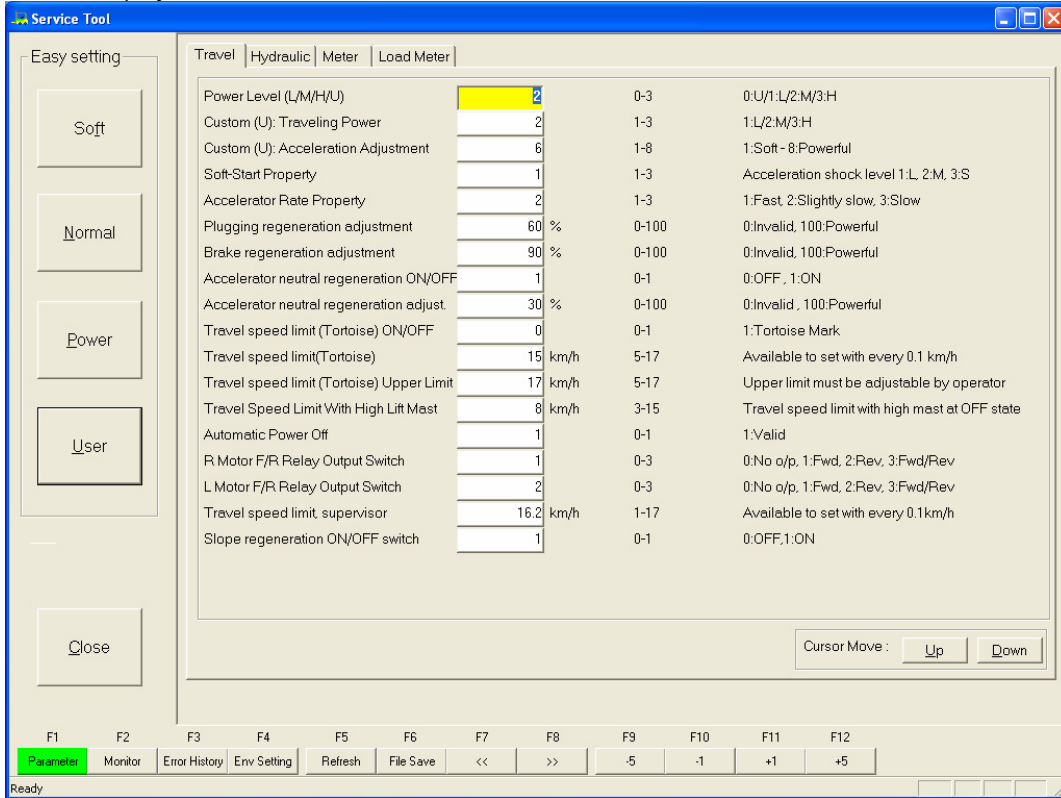 Service Tool
Easy setting
Soft
Normal
Power
User
Close
Travel Hydraulic Meter Load Meter
Power Level (L/M/H/U) 2 0-3 0:U/1:L/2:M/3:H
Custom (U): Traveling Power 2 1-3 1:L/2:M/3:H
Custom (U): Acceleration Adjustment 6 1-8 1:Soft - 8:Powerful
Soft-Start Property 1 1-3 Acceleration shock level 1:L, 2:M, 3:S
Accelerator Rate Property 2 1-3 1:Fast, 2:Slightly slow, 3:Slow
Plugging regeneration adjustment 60 % 0-100 0:Invalid, 100:Powerful
Brake regeneration adjustment 90 % 0-100 0:Invalid, 100:Powerful
Accelerator neutral regeneration ON/OFF 1 0-1 0:OFF , 1:ON
Accelerator neutral regeneration adjust. 30 % 0-100 0:Invalid , 100:Powerful
Travel speed limit (Tortoise) ON/OFF 0 0-1 1:Tortoise Mark
Travel speed limit(Tortoise) 15 km/h 5-17 Available to set with every 0.1 km/h
Travel speed limit (Tortoise) Upper Limit 17 km/h 5-17 Upper limit must be adjustable by operator
Travel Speed Limit With High Lift Mast 8 km/h 3-15 Travel speed limit with high mast at OFF state
Automatic Power Off 1 0-1 1:Valid
R Motor F/R Relay Output Switch 1 0-3 0:No o/p, 1:Fwd, 2:Rev, 3:Fwd/Rev
L Motor F/R Relay Output Switch 2 0-3 0:No o/p, 1:Fwd, 2:Rev, 3:Fwd/Rev
Travel speed limit, supervisor 16.2 km/h 1-17 Available to set with every 0.1km/h
Slope regeneration ON/OFF switch 1 0-1 0:OFF,1:ON
Cursor Move : Up Down
F1 F2 F3 F4 F5 F6 F7 F8 F9 F10 F11 F12
Parameter Monitor Error History Env Setting Refresh File Save << >> -5 -1 +1 +5
Ready